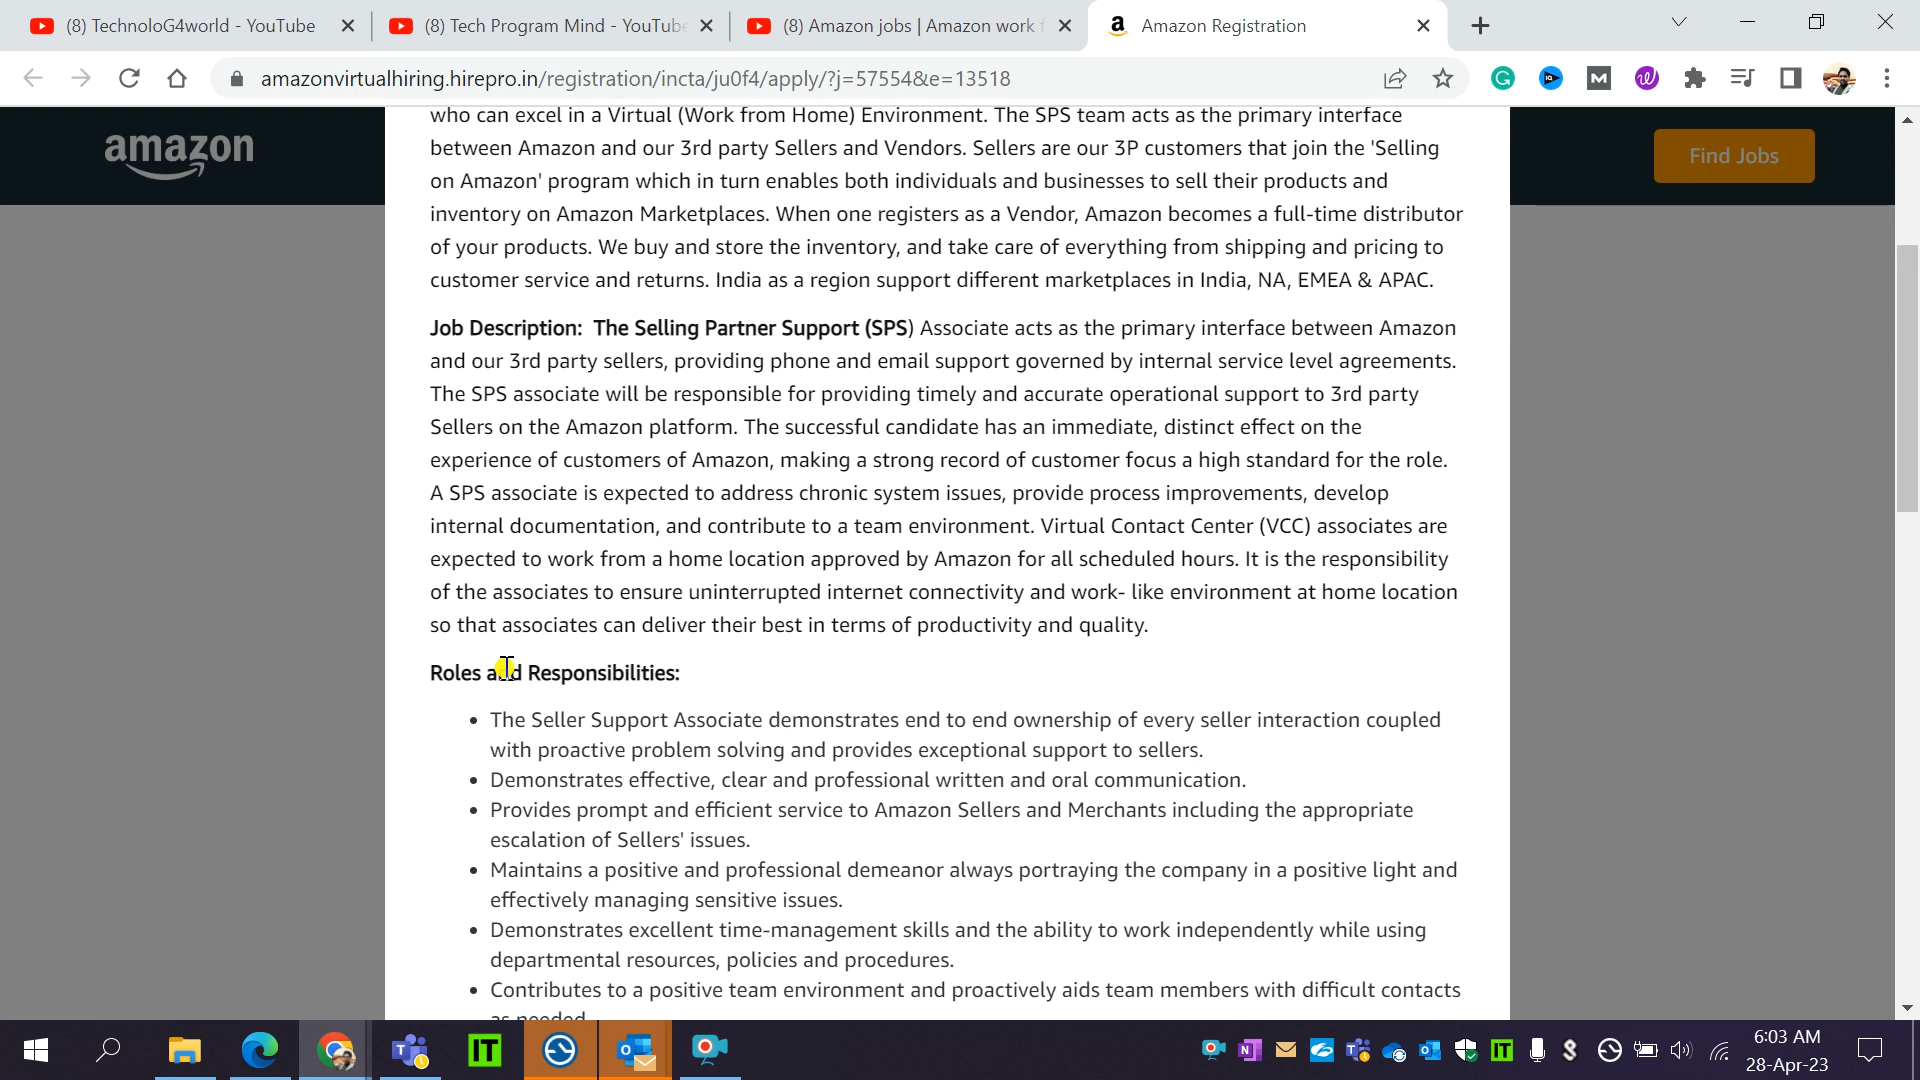 (8) TechnoloG4world - YouTube
(8) Tech Program Mind - YouTube
(8) Amazon jobs | Amazon work f
Amazon Registration
amazonvirtualhiring.hirepro.in/registration/incta/ju0f4/apply/?j=57554&e=13518
amazon
Find Jobs
who can excel in a Virtual (Work from Home) Environment. The SPS team acts as the primary interface
between Amazon and our 3rd party Sellers and Vendors. Sellers are our 3P customers that join the 'Selling
on Amazon' program which in turn enables both individuals and businesses to sell their products and
inventory on Amazon Marketplaces. When one registers as a Vendor, Amazon becomes a full-time distributor
of your products. We buy and store the inventory, and take care of everything from shipping and pricing to
customer service and returns. India as a region support different marketplaces in India, NA, EMEA & APAC.
Job Description: The Selling Partner Support (SPS) Associate acts as the primary interface between Amazon
and our 3rd party sellers, providing phone and email support governed by internal service level agreements.
The SPS associate will be responsible for providing timely and accurate operational support to 3rd party
Sellers on the Amazon platform. The successful candidate has an immediate, distinct effect on the
experience of customers of Amazon, making a strong record of customer focus a high standard for the role.
A SPS associate is expected to address chronic system issues, provide process improvements, develop
internal documentation, and contribute to a team environment. Virtual Contact Center (VCC) associates are
expected to work from a home location approved by Amazon for all scheduled hours. It is the responsibility
of the associates to ensure uninterrupted internet connectivity and work- like environment at home location
so that associates can deliver their best in terms of productivity and quality.
Roles and Responsibilities:
• The Seller Support Associate demonstrates end to end ownership of every seller interaction coupled
with proactive problem solving and provides exceptional support to sellers.
• Demonstrates effective, clear and professional written and oral communication.
• Provides prompt and efficient service to Amazon Sellers and Merchants including the appropriate
escalation of Sellers' issues.
• Maintains a positive and professional demeanor always portraying the company in a positive light and
effectively managing sensitive issues.
• Demonstrates excellent time-management skills and the ability to work independently while using
departmental resources, policies and procedures.
• Contributes to a positive team environment and proactively aids team members with difficult contacts
as needed
IT
IT
6:03 AM
28-Apr-23